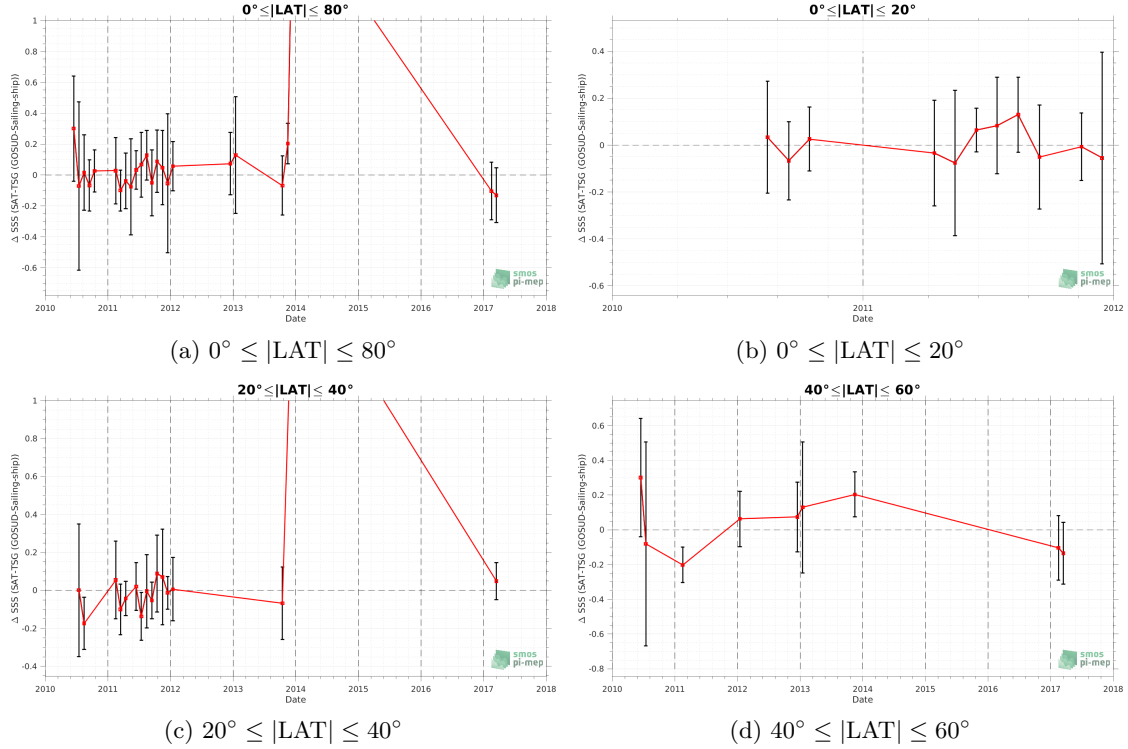 0°≤|LAT|≤ 80°
Δ SSS (SAT-TSG (GOSUD-Sailing-ship))
1
0.8
0.6
0.4
0.2
0
-0.2
-0.4
-0.6
2010 2011 2012 2013 2014 2015 2016 2017 2018
Date
smos
pi-mep
(a) 0° ≤ |LAT| ≤ 80°
0°≤|LAT|≤ 20°
Δ SSS (SAT-TSG (GOSUD-Sailing-ship))
0.4
0.2
0
-0.2
-0.4
-0.6
2010 2011 2012
Date
smos
pi-mep
(b) 0° ≤ |LAT| ≤ 20°
20°≤|LAT|≤ 40°
Δ SSS (SAT-TSG (GOSUD-Sailing-ship))
1
0.8
0.6
0.4
0.2
0
-0.2
-0.4
2010 2011 2012 2013 2014 2015 2016 2017 2018
Date
smos
pi-mep
(c) 20° ≤ |LAT| ≤ 40°
40°≤|LAT|≤ 60°
Δ SSS (SAT-TSG (GOSUD-Sailing-ship))
0.6
0.4
0.2
0
-0.2
-0.4
-0.6
-0.8
2010 2011 2012 2013 2014 2015 2016 2017 2018
Date
smos
pi-mep
(d) 40° ≤ |LAT| ≤ 60°